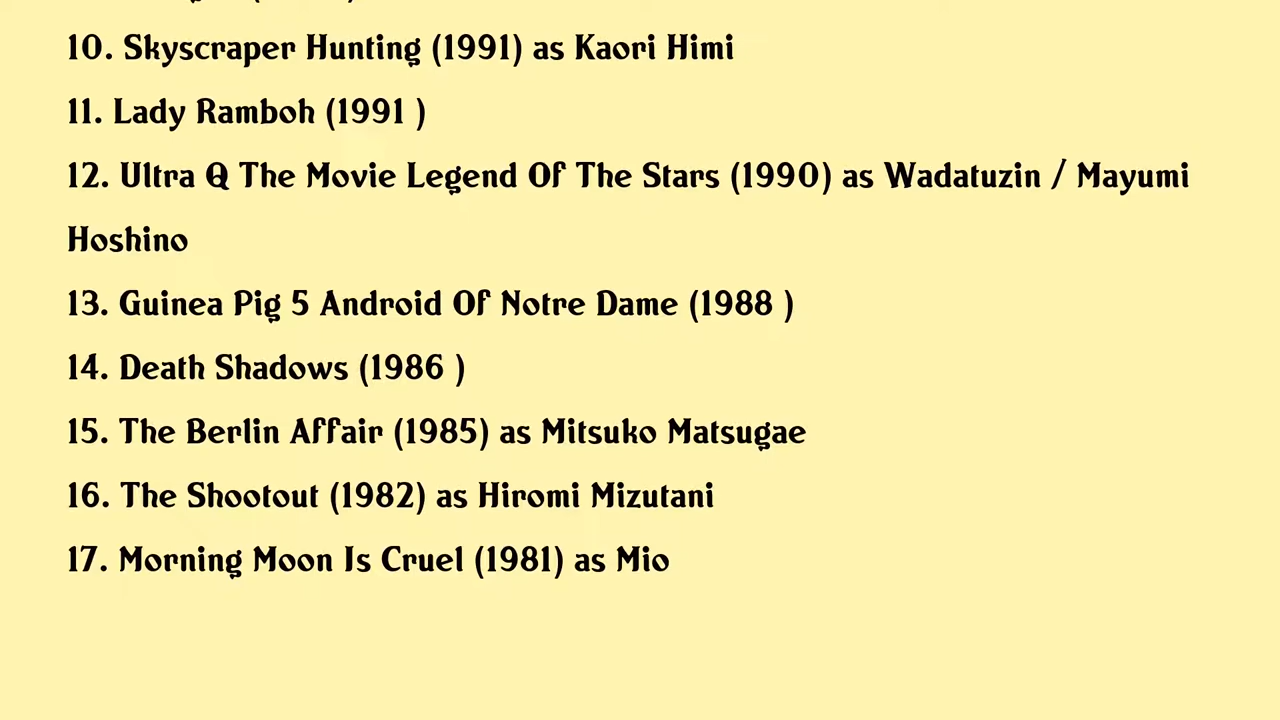 10. Skyscraper Hunting (1991) as Kaori Himi
11. Lady Ramboh (1991 )
12. Ultra Q The Movie Legend Of The Stars (1990) as Wadatuzin / Mayumi
Hoshino
13. Guinea Pig 5 Android Of Notre Dame (1988 )
14. Death Shadows (1986 )
15. The Berlin Affair (1985) as Mitsuko Matsugae
16. The Shootout (1982) as Hiromi Mizutani
17. Morning Moon Is Cruel (1981) as Mio